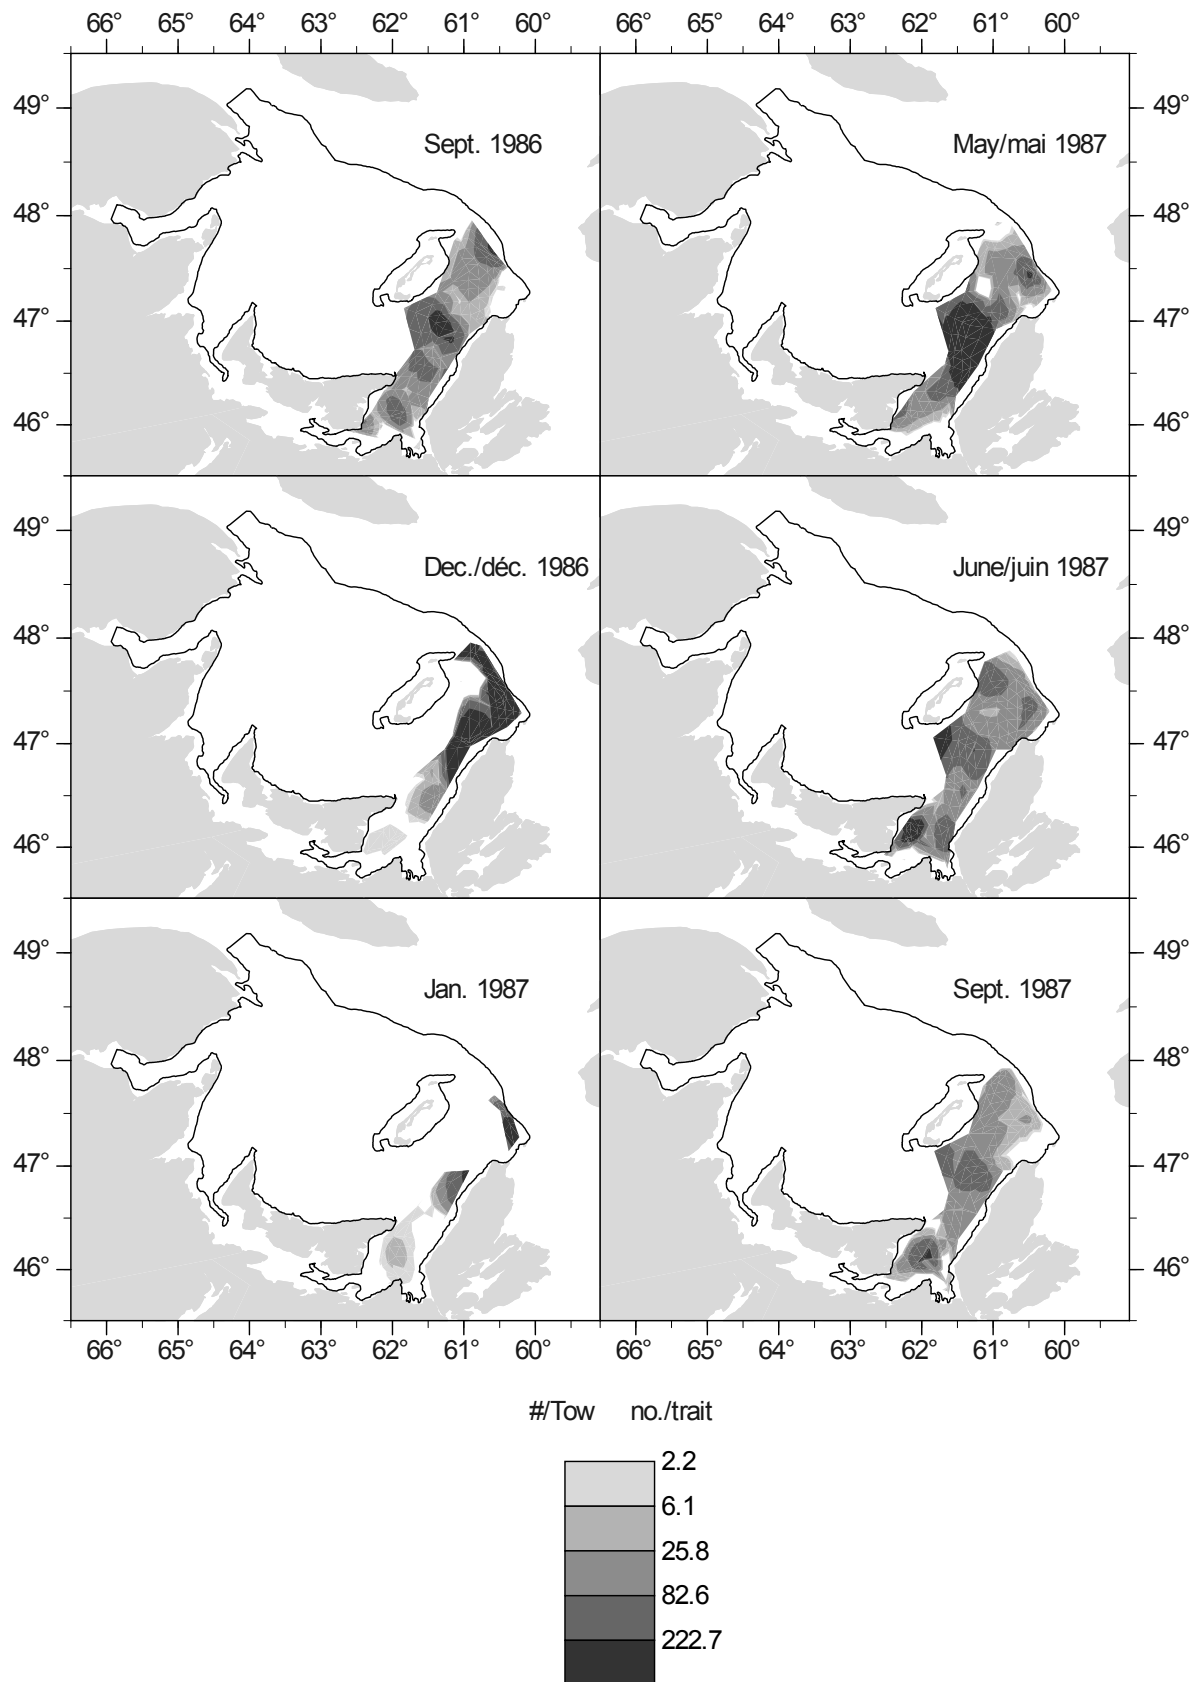 66° 65° 64° 63° 62° 61° 60° 66° 65° 64° 63° 62° 61° 60°
49° 49°
Sept. 1986 May/mai 1987
48° 48°
47° 47°
46° 46°
49° 49°
Dec./déc. 1986 June/juin 1987
48° 48°
47° 47°
46° 46°
49° 49°
Jan. 1987 Sept. 1987
48° 48°
47° 47°
46° 46°
66° 65° 64° 63° 62° 61° 60° 66° 65° 64° 63° 62° 61° 60°
#/Tow no./trait
2.2
6.1
25.8
82.6
222.7